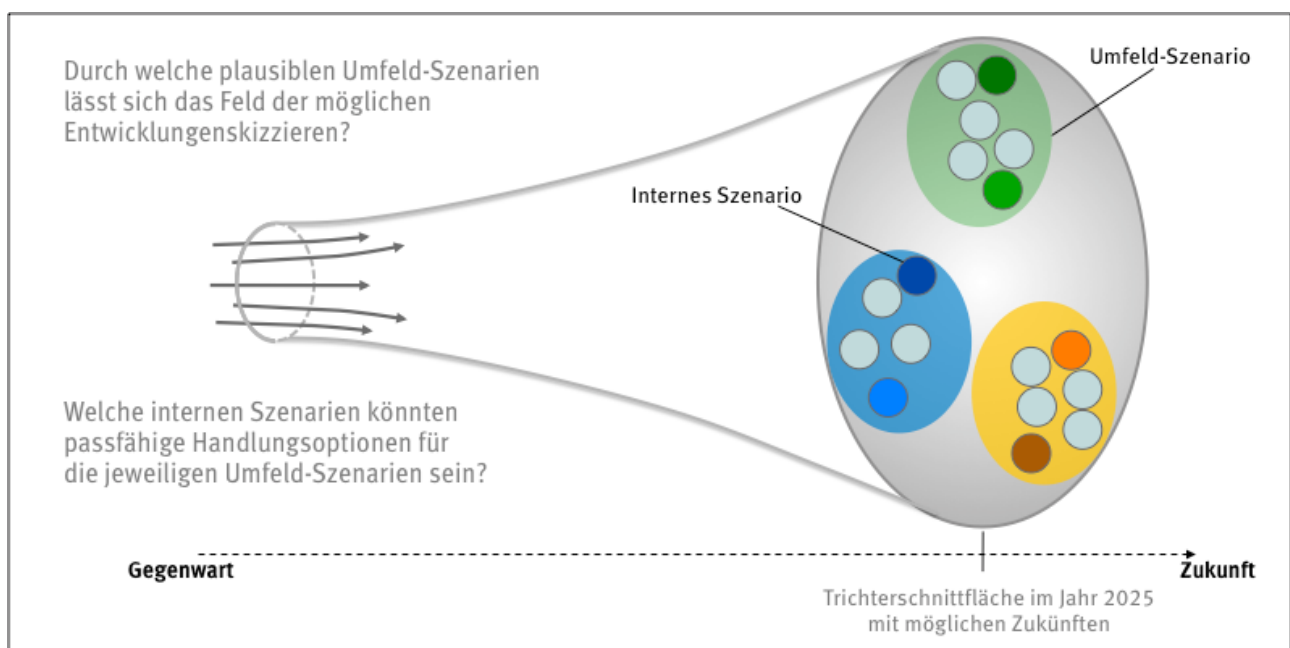 Durch welche plausiblen Umfeld-Szenarien
lässt sich das Feld der möglichen
Entwicklungenskizzieren?
Umfeld-Szenario
Internes Szenario
Welche internen Szenarien könnten
passfähige Handlungsoptionen für
die jeweiligen Umfeld-Szenarien sein?
Gegenwart
Zukunft
Trichterschnittfläche im Jahr 2025
mit möglichen Zukünften